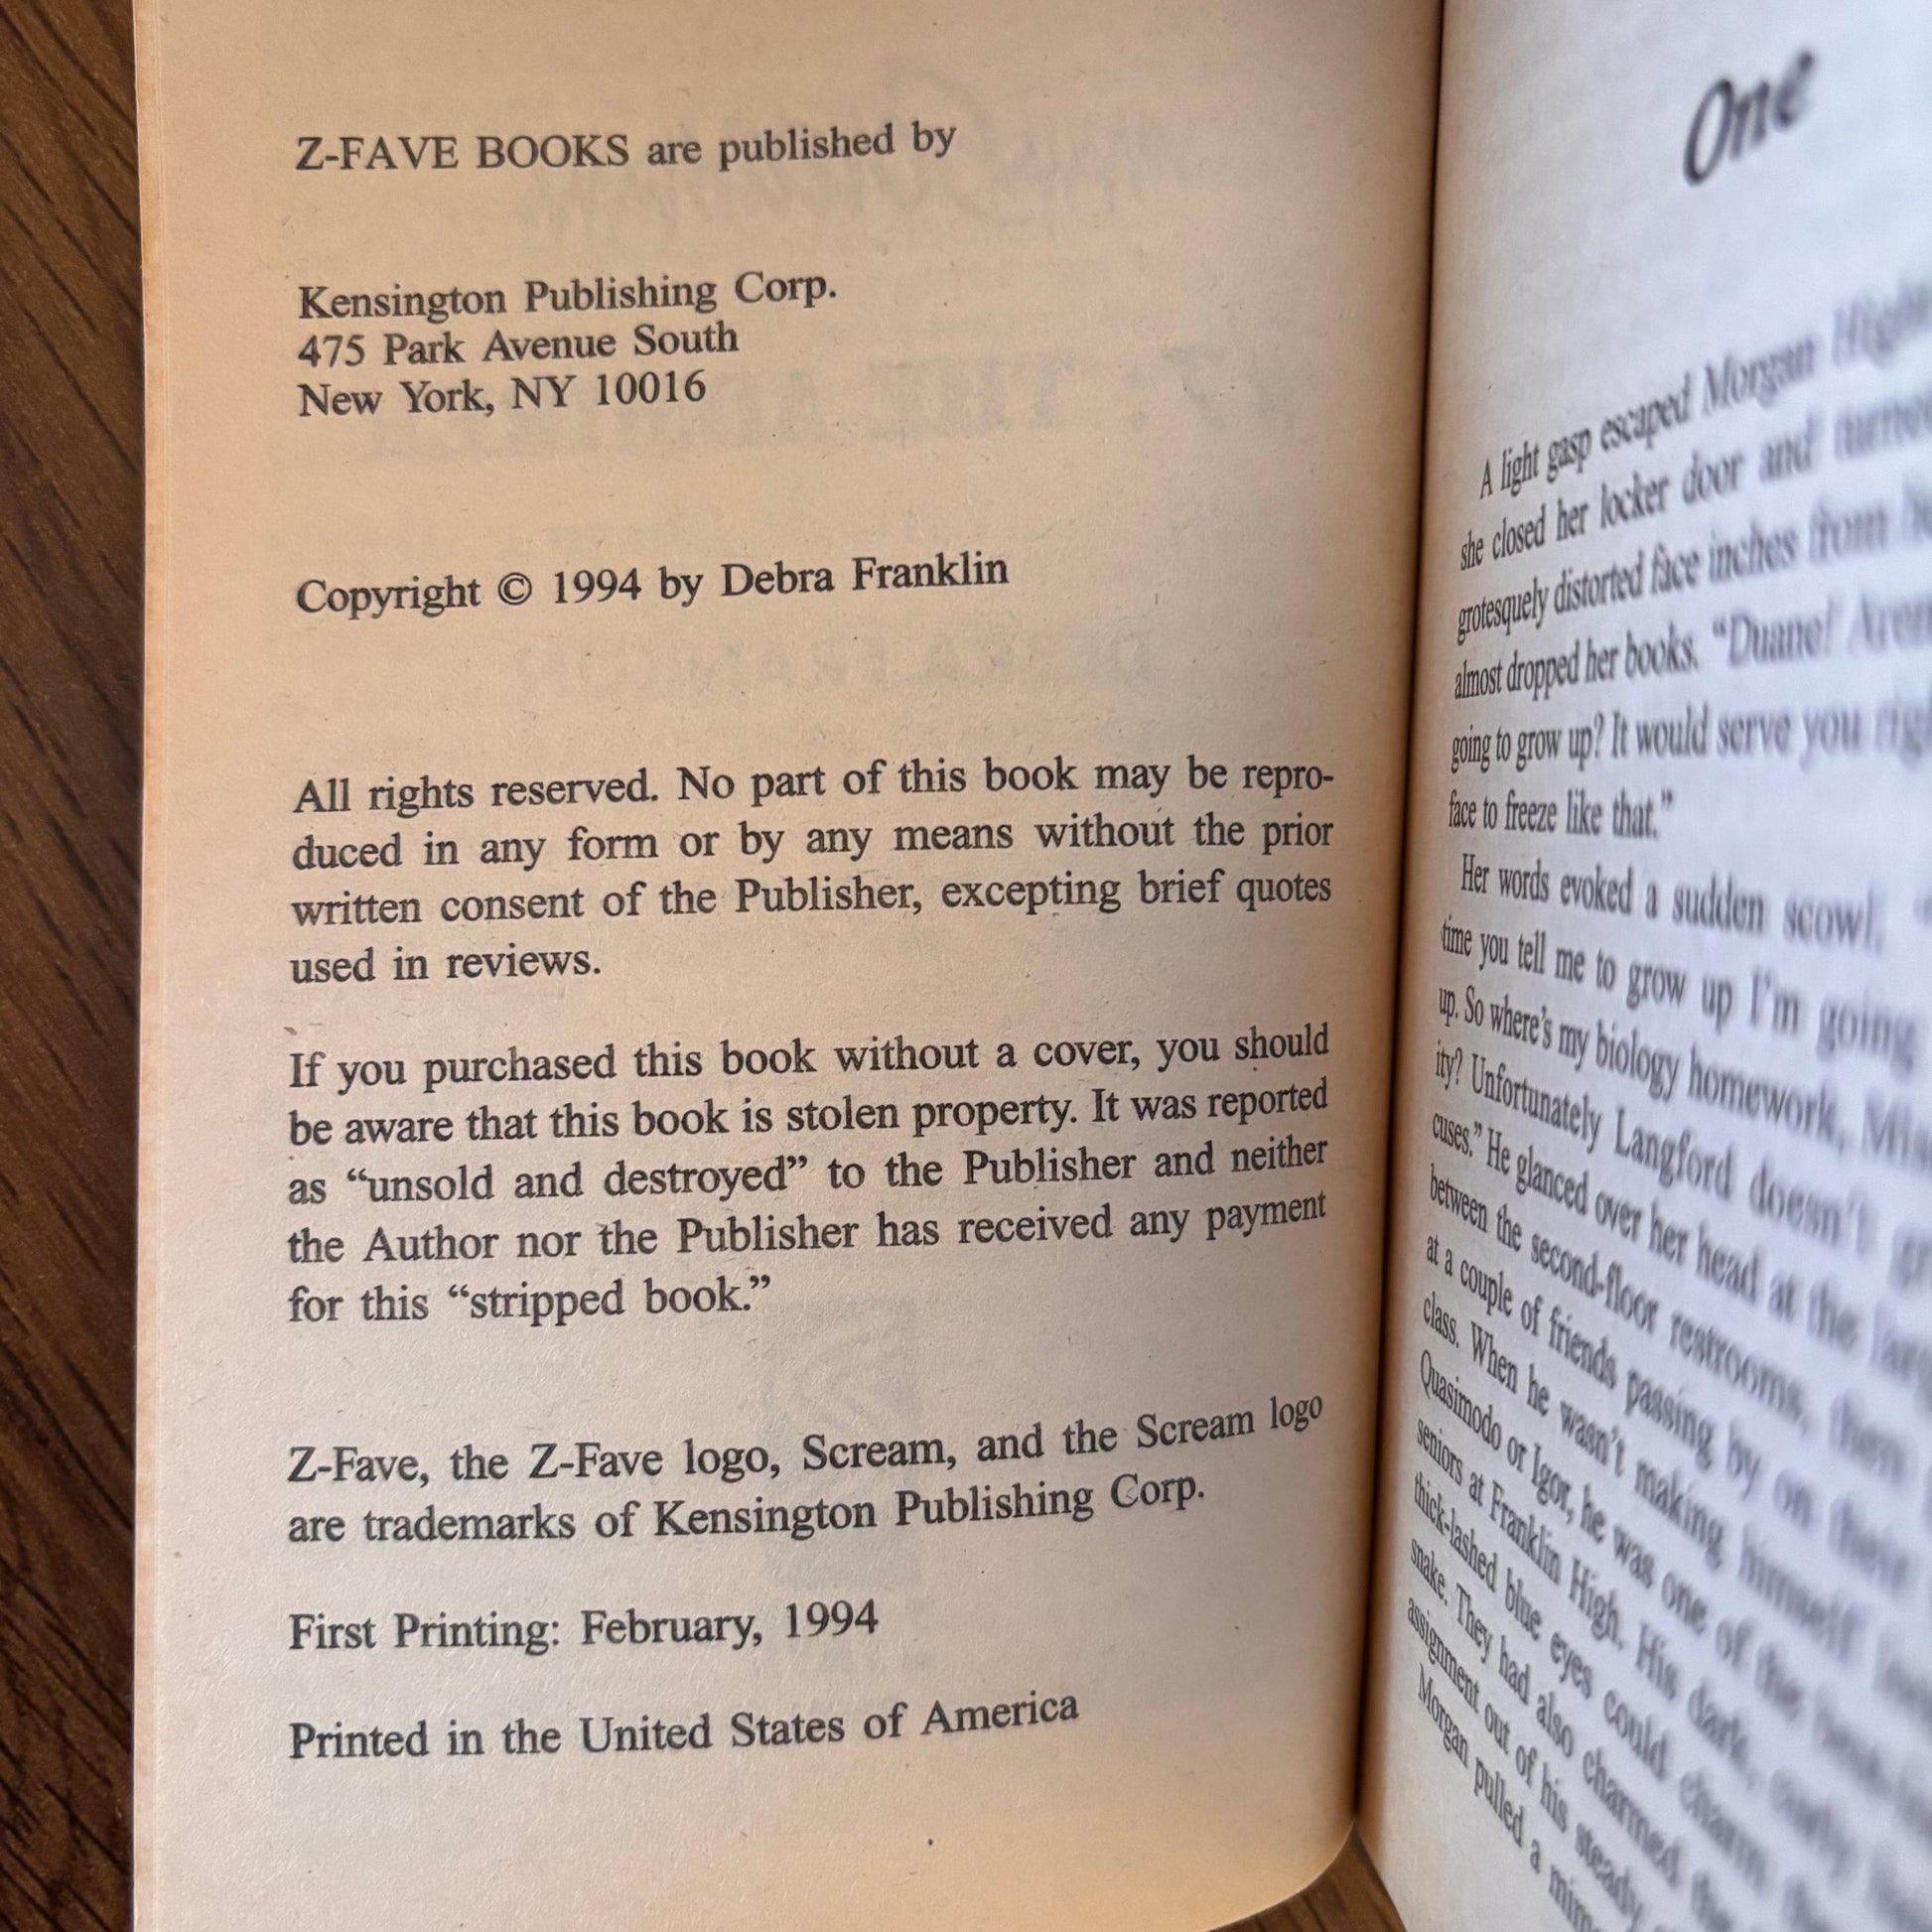 Z-FAVE BOOKS are published by
Kensington Publishing Corp.
475 Park Avenue South
New York, NY 10016
Copyright © 1994 by Debra Franklin
All rights reserved. No part of this book may be repro-
duced in any form or by any means without the prior
written consent of the Publisher, excepting brief quotes
used in reviews.
If you purchased this book without a cover, you should
be aware that this book is stolen property. It was reported
as “unsold and destroyed” to the Publisher and neither
the Author nor the Publisher has received any payment
for this “stripped book.”
Z-Fave, the Z-Fave logo, Scream, and the Scream logo
are trademarks of Kensington Publishing Corp.
First Printing: February, 1994
Printed in the United States of America
One
A light gasp escaped Morgan
she closed her locker door and
grotesquely distorted face inches from
almost dropped her books. “Duane!
going to grow up? It would serve you
face to freeze like that.”
Her words evoked a sudden scowl.
time you tell me to grow up I’m going
up. So where’s my biology homework,
ity? Unfortunately Langford doesn’t
cuses.” He glanced over her head at the
between the second-floor restrooms, then
at a couple of friends passing by on their
class. When he wasn’t making himself
Quasimodo or Igor, he was one of the
seniors at Franklin High. His dark, curly
thick-lashed blue eyes could charm
snake. They had also charmed the
assignment out of his steady
Morgan pulled a